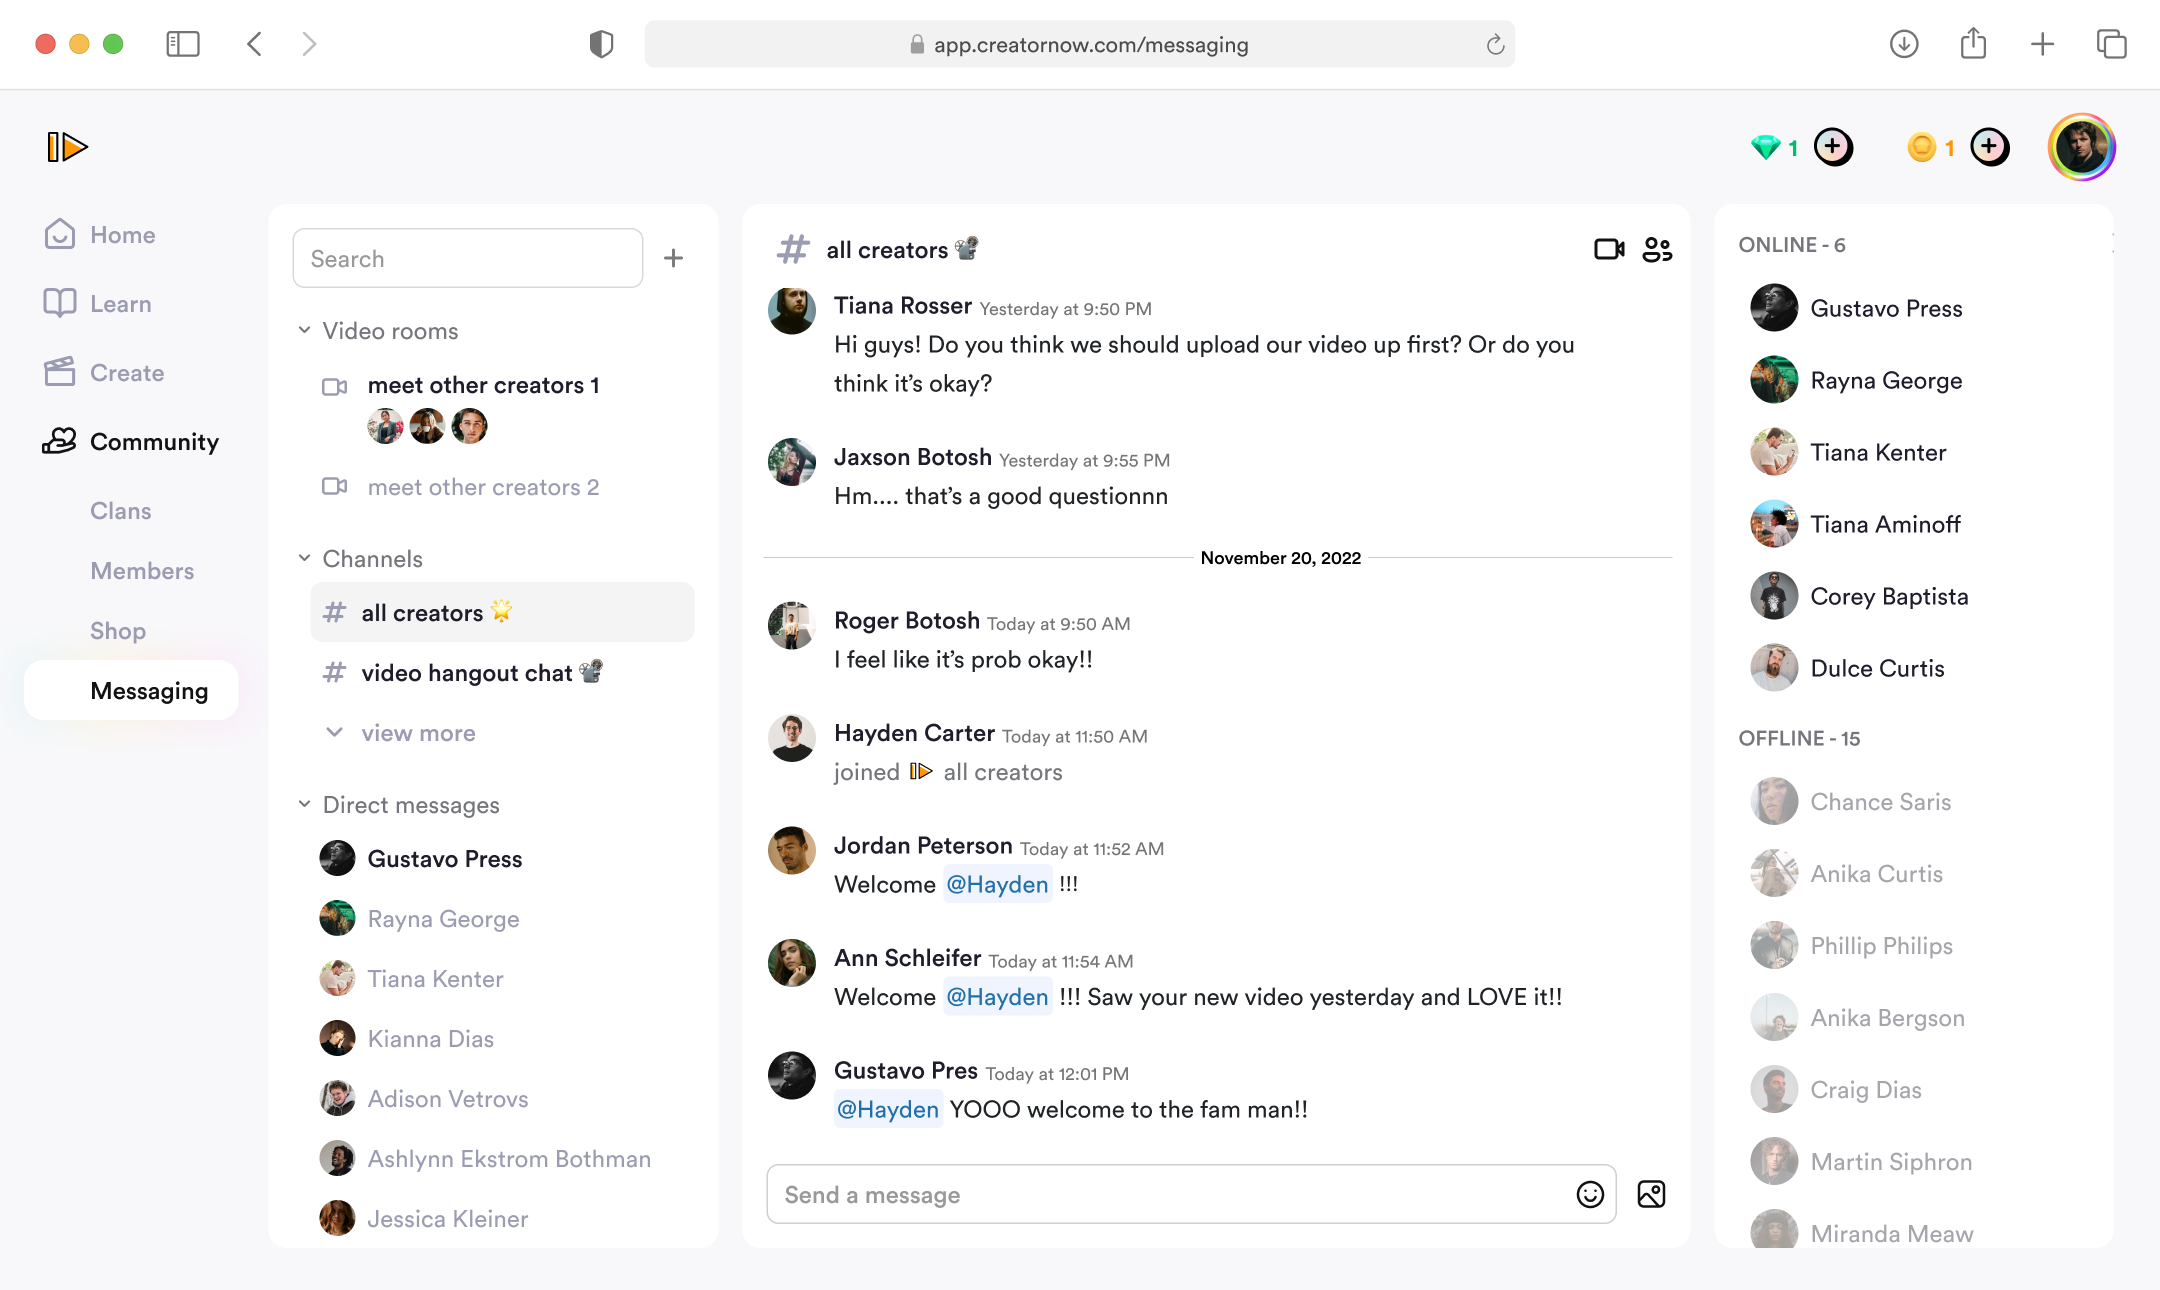 app.creatornow.com/messaging
1
1
Home
Learn
Create
Community
Clans
Members
Shop
Messaging
Search
Video rooms
meet other creators 1
meet other creators 2
Channels
# all creators
# video hangout chat
view more
Direct messages
Gustavo Press
Rayna George
Tiana Kenter
Kianna Dias
Adison Vetrovs
Ashlynn Ekstrom Bothman
Jessica Kleiner
# all creators
Tiana Rosser Yesterday at 9:50 PM
Hi guys! Do you think we should upload our video up first? Or do you
think it’s okay?
Jaxson Botosh Yesterday at 9:55 PM
Hm.... that’s a good questionnn
November 20, 2022
Roger Botosh Today at 9:50 AM
I feel like it’s prob okay!!
Hayden Carter Today at 11:50 AM
joined all creators
Jordan Peterson Today at 11:52 AM
Welcome @Hayden !!!
Ann Schleifer Today at 11:54 AM
Welcome @Hayden !!! Saw your new video yesterday and LOVE it!!
Gustavo Pres Today at 12:01 PM
@Hayden YOOO welcome to the fam man!!
Send a message
ONLINE - 6
Gustavo Press
Rayna George
Tiana Kenter
Tiana Aminoff
Corey Baptista
Dulce Curtis
OFFLINE - 15
Chance Saris
Anika Curtis
Phillip Philips
Anika Bergson
Craig Dias
Martin Siphron
Miranda Meaw